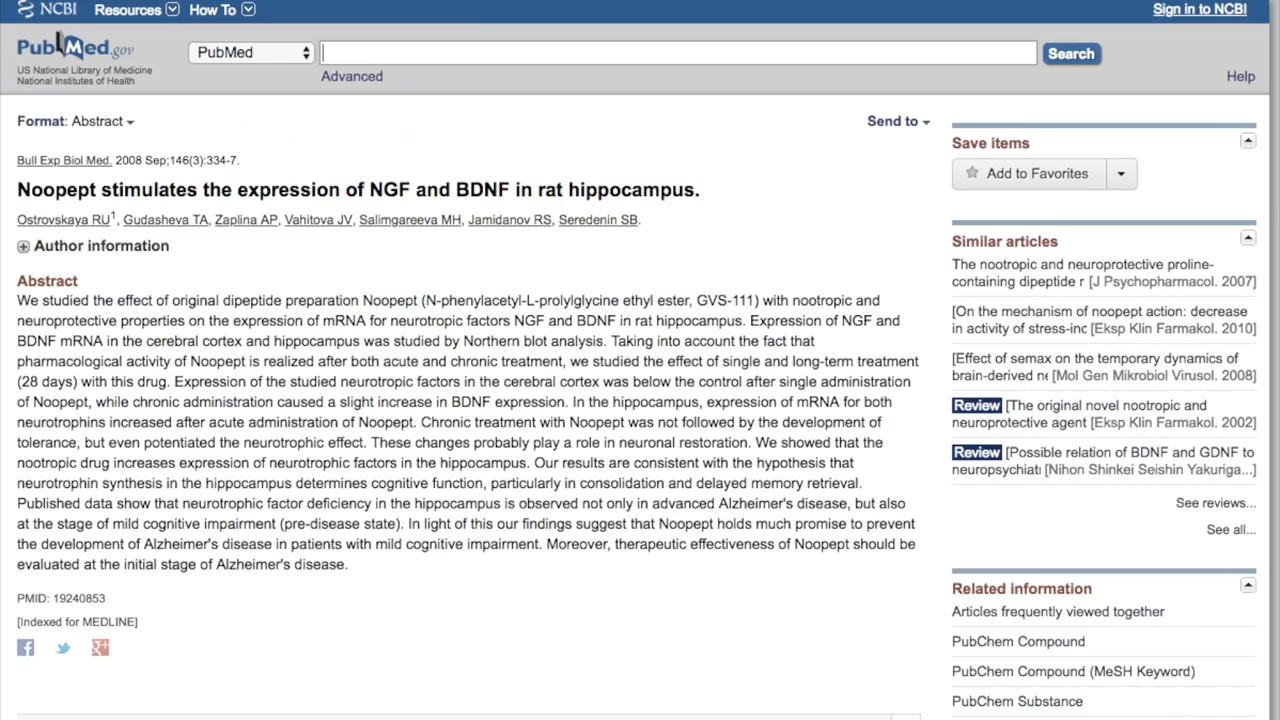 NCBI Resources How To Sign in to NCBI
PubMed.gov
US National Library of Medicine
National Institutes of Health
PubMed
Search
Advanced
Help
Format: Abstract
Send to
Bull Exp Biol Med. 2008 Sep;146(3):334-7.
Noopept stimulates the expression of NGF and BDNF in rat hippocampus.
Ostrovskaya RU1, Gudasheva TA, Zaplina AP, Vahitova JV, Salimgareeva MH, Jamidanov RS, Seredenin SB.
Author information
Abstract
We studied the effect of original dipeptide preparation Noopept (N-phenylacetyl-L-prolylglycine ethyl ester, GVS-111) with nootropic and
neuroprotective properties on the expression of mRNA for neurotropic factors NGF and BDNF in rat hippocampus. Expression of NGF and
BDNF mRNA in the cerebral cortex and hippocampus was studied by Northern blot analysis. Taking into account the fact that
pharmacological activity of Noopept is realized after both acute and chronic treatment, we studied the effect of single and long-term treatment
(28 days) with this drug. Expression of the studied neurotropic factors in the cerebral cortex was below the control after single administration
of Noopept, while chronic administration caused a slight increase in BDNF expression. In the hippocampus, expression of mRNA for both
neurotrophins increased after acute administration of Noopept. Chronic treatment with Noopept was not followed by the development of
tolerance, but even potentiated the neurotrophic effect. These changes probably play a role in neuronal restoration. We showed that the
nootropic drug increases expression of neurotrophic factors in the hippocampus. Our results are consistent with the hypothesis that
neurotrophin synthesis in the hippocampus determines cognitive function, particularly in consolidation and delayed memory retrieval.
Published data show that neurotrophic factor deficiency in the hippocampus is observed not only in advanced Alzheimer's disease, but also
at the stage of mild cognitive impairment (pre-disease state). In light of this our findings suggest that Noopept holds much promise to prevent
the development of Alzheimer's disease in patients with mild cognitive impairment. Moreover, therapeutic effectiveness of Noopept should be
evaluated at the initial stage of Alzheimer's disease.
PMID: 19240853
[Indexed for MEDLINE]
Save items
Add to Favorites
Similar articles
The nootropic and neuroprotective proline-
containing dipeptide r [J Psychopharmacol. 2007]
[On the mechanism of noopept action: decrease
in activity of stress-inc [Eksp Klin Farmakol. 2010]
[Effect of semax on the temporary dynamics of
brain-derived ne [Mol Gen Mikrobiol Virusol. 2008]
Review [The original novel nootropic and
neuroprotective agent [Eksp Klin Farmakol. 2002]
Review [Possible relation of BDNF and GDNF to
neuropsychiatı [Nihon Shinkei Seishin Yakuriga...]
See reviews...
See all...
Related information
Articles frequently viewed together
PubChem Compound
PubChem Compound (MeSH Keyword)
PubChem Substance